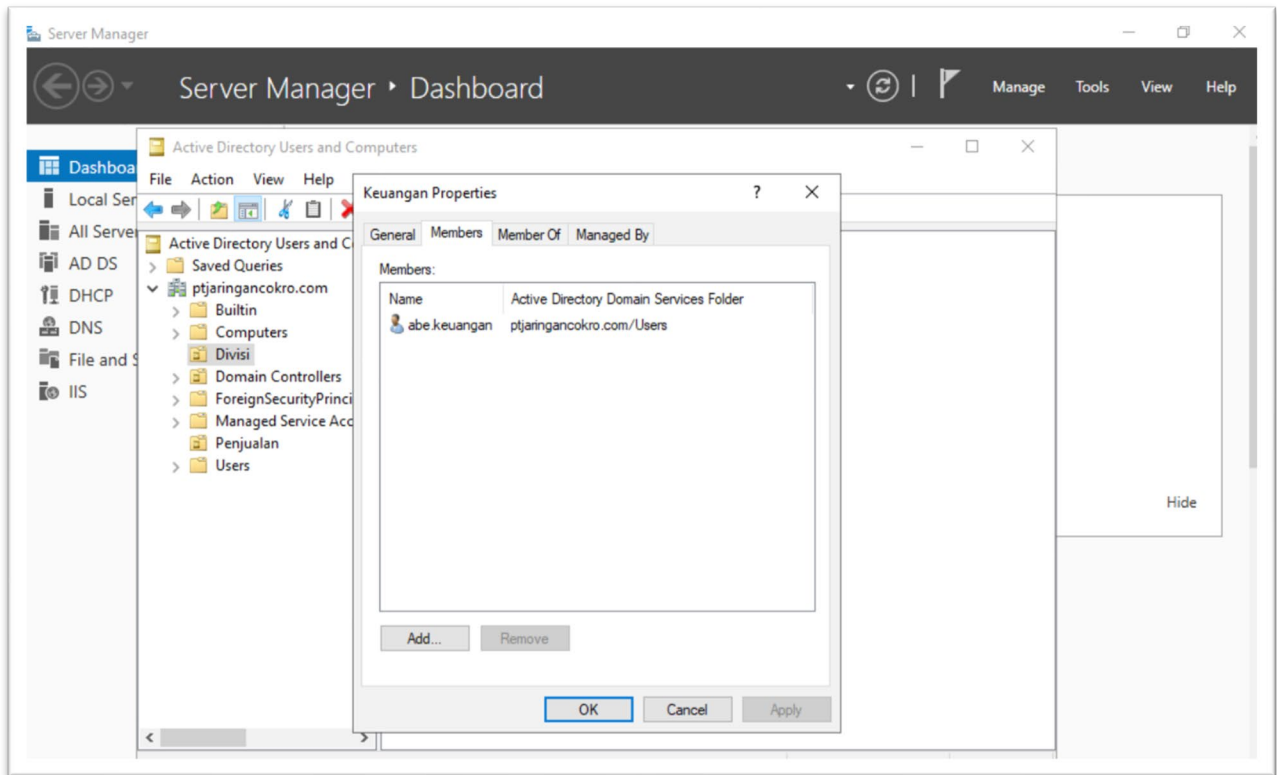 Server Manager
Server Manager ‣ Dashboard
Manage Tools View Help
Dashboa
Local Ser
All Server
AD DS
DHCP
DNS
File and S
IIS
Active Directory Users and Computers
File Action View Help
Active Directory Users and C
Saved Queries
ptjaringancokro.com
Builtin
Computers
Divisi
Domain Controllers
ForeignSecurityPrinci
Managed Service Acc
Penjualan
Users
Keuangan Properties
General Members Member Of Managed By
Members:
Name Active Directory Domain Services Folder
abe.keuangan ptjaringancokro.com/Users
Add... Remove
OK Cancel Apply
Hide